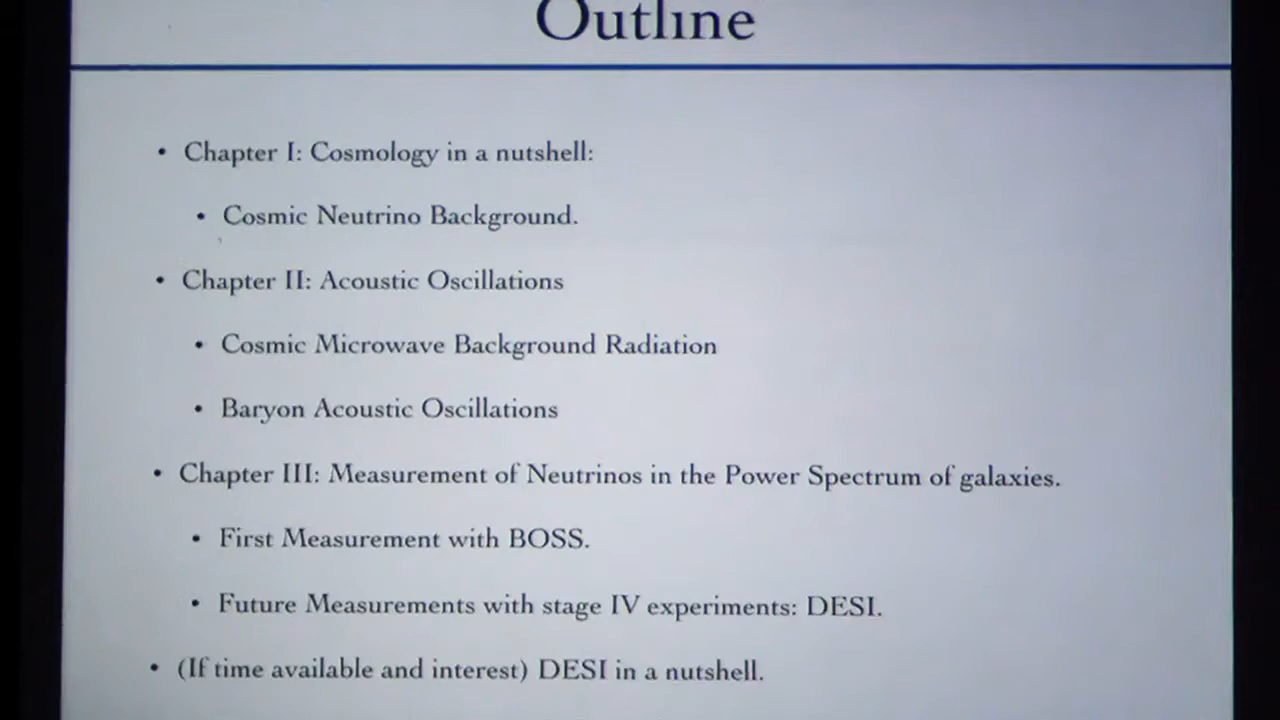 Outline
• Chapter I: Cosmology in a nutshell:
• Cosmic Neutrino Background.
• Chapter II: Acoustic Oscillations
• Cosmic Microwave Background Radiation
• Baryon Acoustic Oscillations
• Chapter III: Measurement of Neutrinos in the Power Spectrum of galaxies.
• First Measurement with BOSS.
• Future Measurements with stage IV experiments: DESI.
• (If time available and interest) DESI in a nutshell.